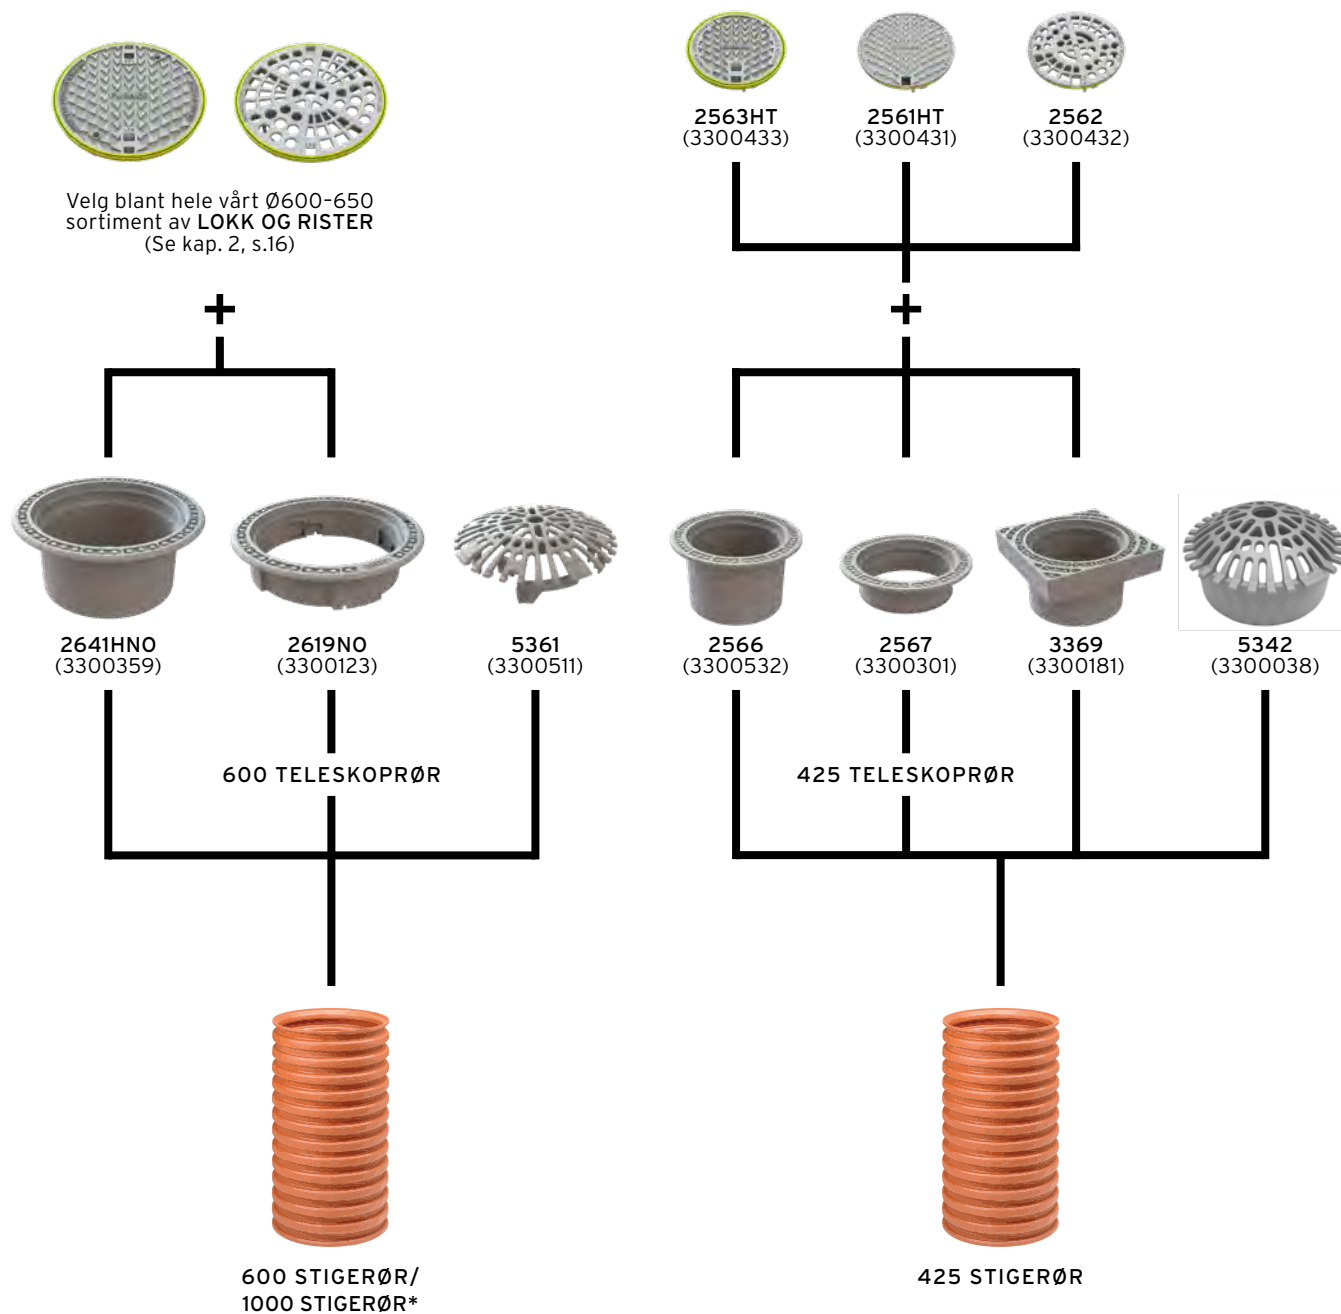 Velg blant hele vårt Ø600-650
sortiment av LOKK OG RISTER
(Se kap. 2, s.16)
+
2641HNO
(3300359)
2619NO
(3300123)
5361
(3300511)
600 TELESKOPRØR
600 STIGERØR/
1000 STIGERØR*
2563HT
(3300433)
2561HT
(3300431)
2562
(3300432)
+
2566
(3300532)
2567
(3300301)
3369
(3300181)
5342
(3300038)
425 TELESKOPRØR
425 STIGERØR